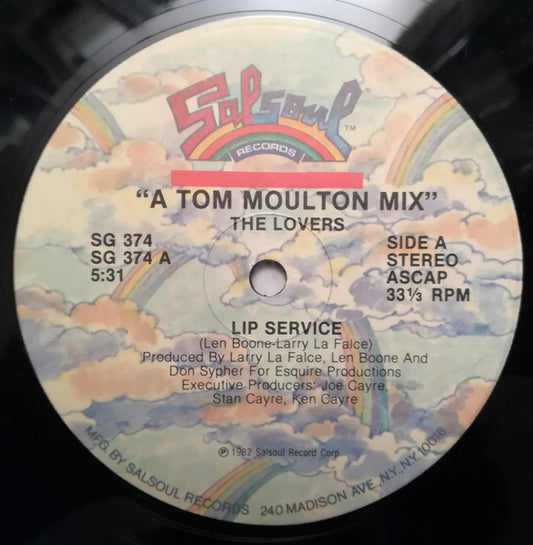 Salsoul ™
RECORDS
"A TOM MOULTON MIX"
THE LOVERS
SG 374
SG 374 A
5:31
SIDE A
STEREO
ASCAP
33⅓ RPM
LIP SERVICE
(Len Boone-Larry La Falce)
Produced By Larry La Falce, Len Boone And
Don Sypher For Esquire Productions
Executive Producers: Joe Cayre,
Stan Cayre, Ken Cayre
℗ 1982 Salsoul Record Corp.
MFG. BY SALSOUL RECORDS 240 MADISON AVE., NY, NY. 10016